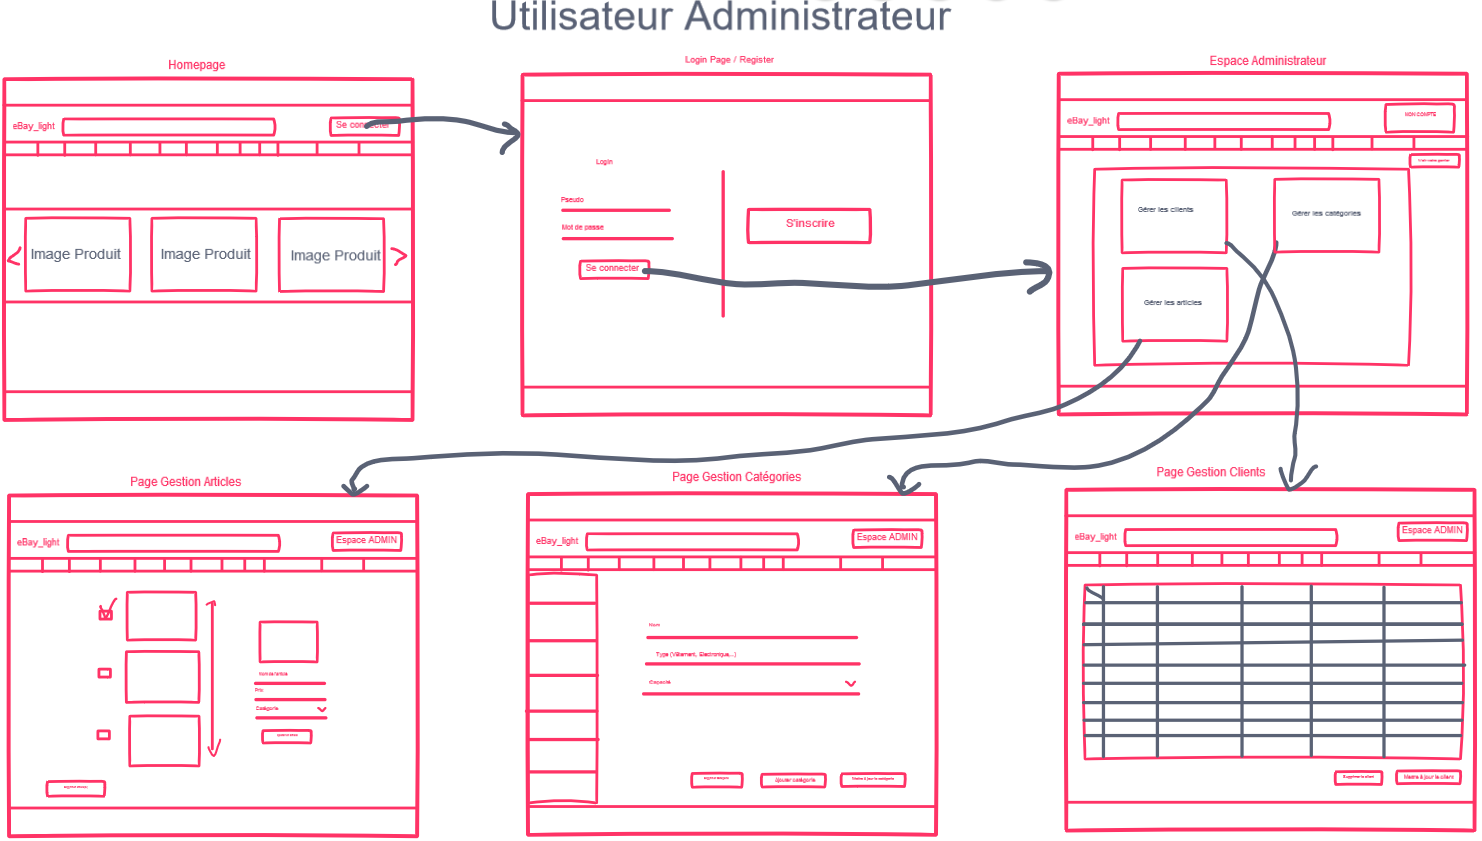 Utilisateur Administrateur
Homepage
eBay_light
Se connecter
Image Produit
Image Produit
Image Produit
Login Page / Register
Login
Pseudo
Mot de passe
Se connecter
S'inscrire
Espace Administrateur
eBay_light
MON COMPTE
Gérer les clients
Gérer les catégories
Gérer les articles
Page Gestion Articles
eBay_light
Espace ADMIN
Nom de l'article
Prix
Catégorie
Page Gestion Catégories
eBay_light
Espace ADMIN
Nom
Type (Vêtement, Electronique,...)
Capacité
Ajouter catégorie
Mettre à jour la catégorie
Page Gestion Clients
eBay_light
Espace ADMIN
Supprimer le client
Mettre à jour le client